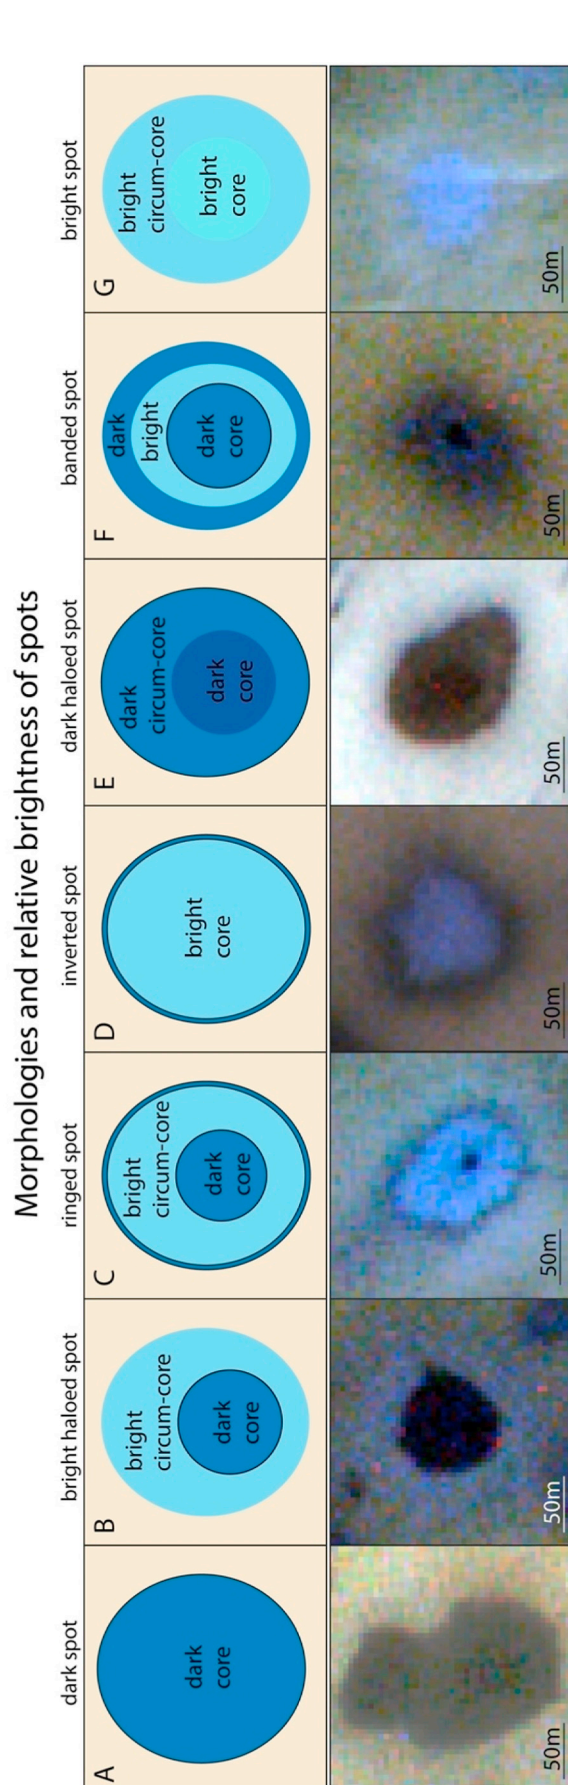 Morphologies and relative brightness of spots
dark spot
bright haloed spot
ringed spot
inverted spot
dark haloed spot
banded spot
bright spot
A
dark
core
B
bright
circum-core
dark
core
C
bright
circum-core
dark
core
D
bright
core
E
dark
circum-core
dark
core
F
dark
bright
dark
core
G
bright
circum-core
bright
core
50m
50m
50m
50m
50m
50m
50m